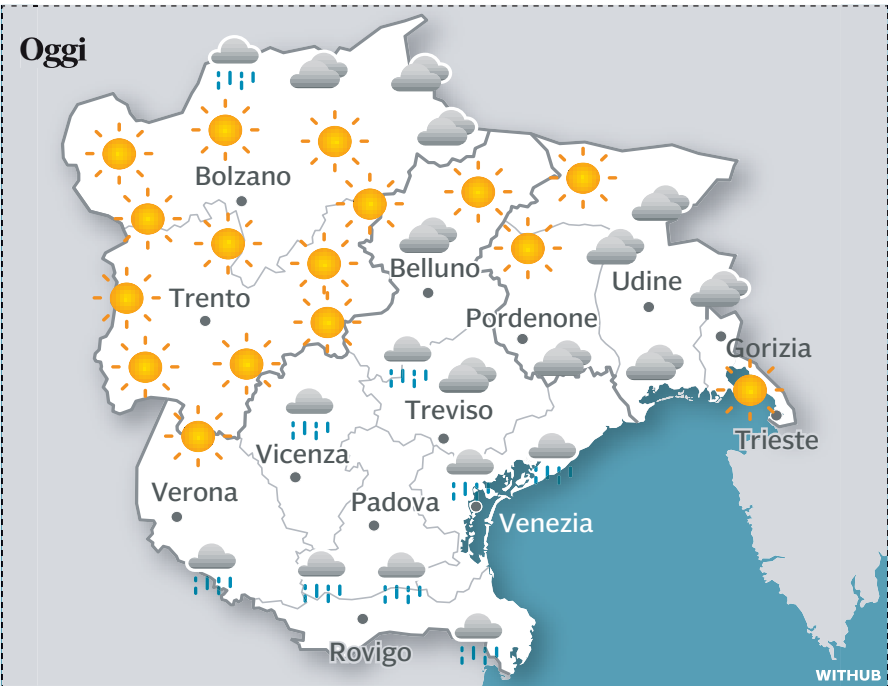 Oggi
Bolzano
Belluno
Udine
Trento
Pordenone
Gorizia
Treviso
Trieste
Vicenza
Verona
Padova
Venezia
Rovigo
WITHUB